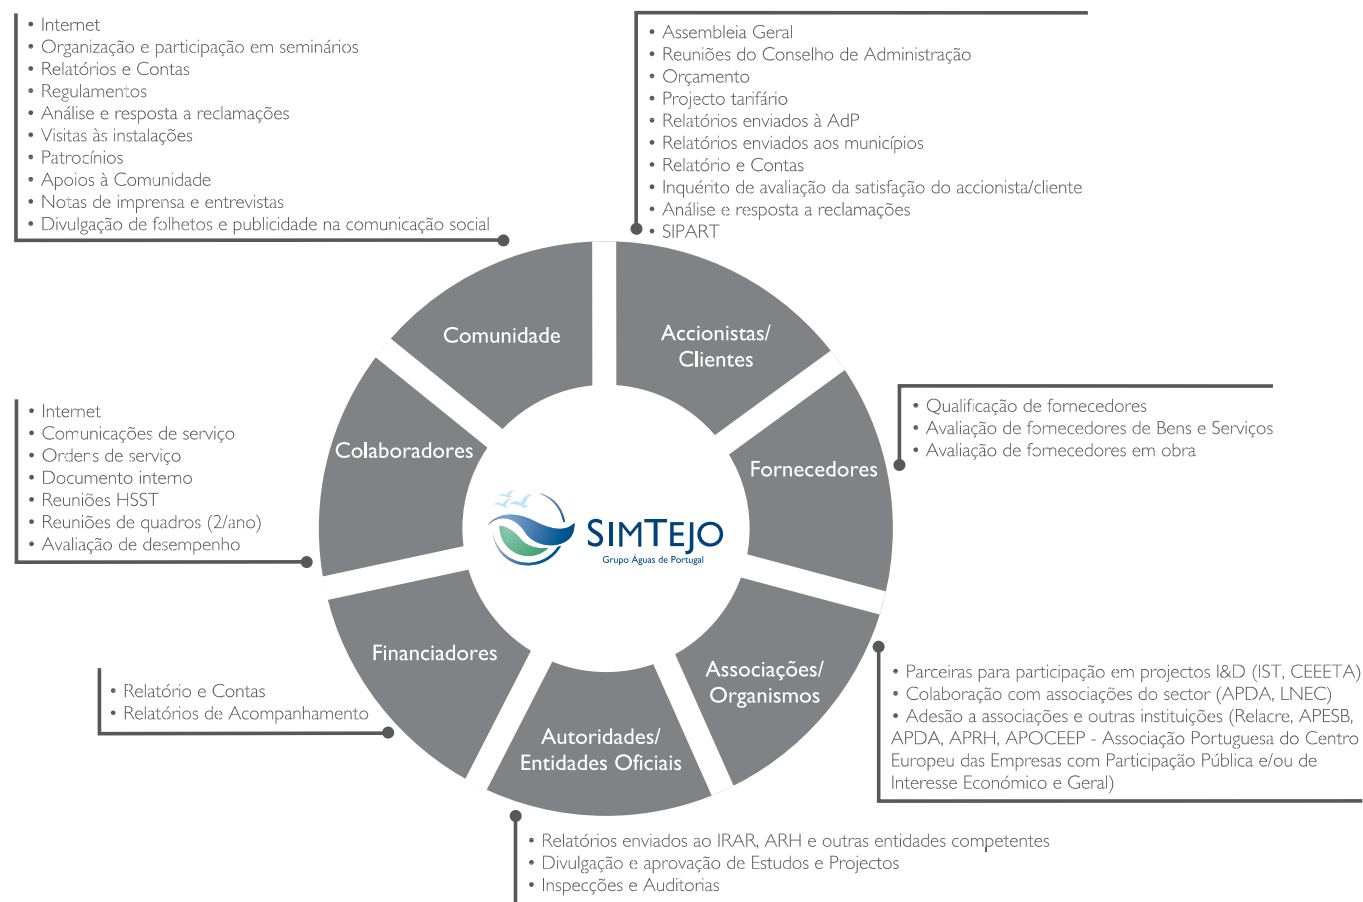 • Internet
• Organização e participação em seminários
• Relatórios e Contas
• Regulamentos
• Análise e resposta a reclamações
• Visitas às instalações
• Patrocínios
• Apoios à Comunidade
• Notas de imprensa e entrevistas
• Divulgação de folhetos e publicidade na comunicação social
• Assembleia Geral
• Reuniões do Conselho de Administração
• Orçamento
• Projecto tarifário
• Relatórios enviados à AdP
• Relatórios enviados aos municípios
• Relatório e Contas
• Inquérito de avaliação da satisfação do accionista/cliente
• Análise e resposta a reclamações
• SIPART
Comunidade
Accionistas/
Clientes
• Internet
• Comunicações de serviço
• Ordens de serviço
• Documento interno
• Reuniões HSST
• Reuniões de quadros (2/ano)
• Avaliação de desempenho
Colaboradores
Fornecedores
• Qualificação de fornecedores
• Avaliação de fornecedores de Bens e Serviços
• Avaliação de fornecedores em obra
SIMTEJO
Grupo Águas de Portugal
Financiadores
• Relatório e Contas
• Relatórios de Acompanhamento
Associações/
Organismos
• Parceiras para participação em projectos I&D (IST, CEEETA)
• Colaboração com associações do sector (APDA, LNEC)
• Adesão a associações e outras instituições (Relacre, APESB,
APDA, APRH, APOCEEP - Associação Portuguesa do Centro
Europeu das Empresas com Participação Pública e/ou de
Interesse Económico e Geral)
Autoridades/
Entidades Oficiais
• Relatórios enviados ao IRAR, ARH e outras entidades competentes
• Divulgação e aprovação de Estudos e Projectos
• Inspecções e Auditorias